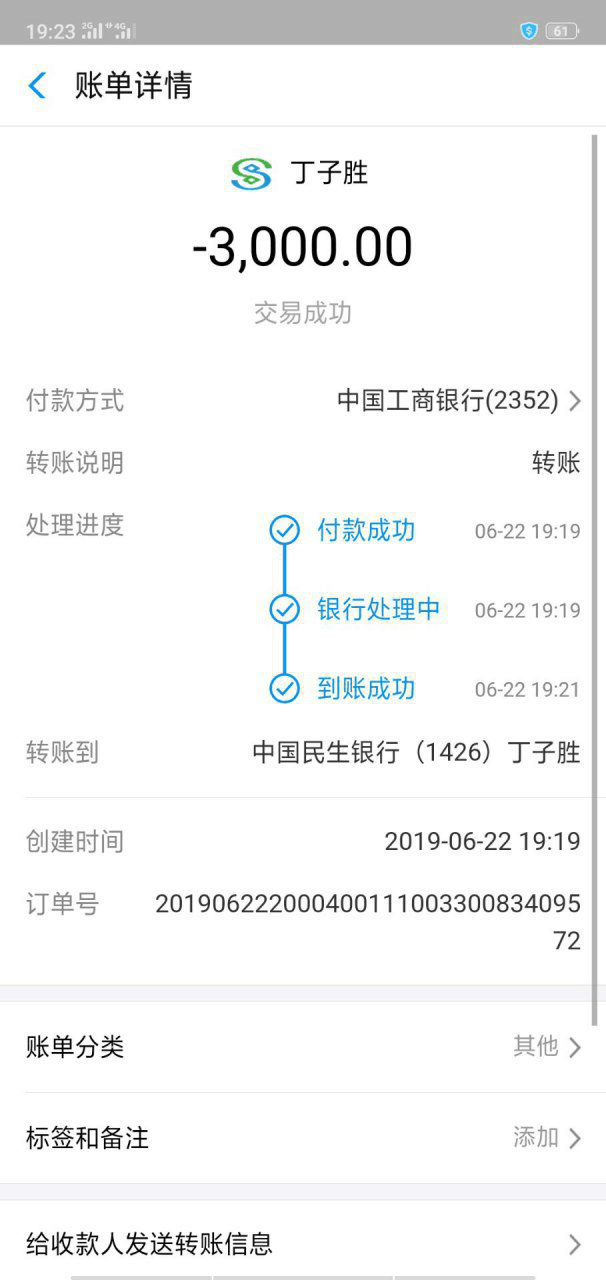 19:23 2G 4G 61
账单详情
丁子胜
-3,000.00
交易成功
付款方式 中国工商银行(2352)
转账说明 转账
处理进度 付款成功 06-22 19:19
银行处理中 06-22 19:19
到账成功 06-22 19:21
转账到 中国民生银行（1426）丁子胜
创建时间 2019-06-22 19:19
订单号 20190622200040011100330083409572
账单分类 其他
标签和备注 添加
给收款人发送转账信息